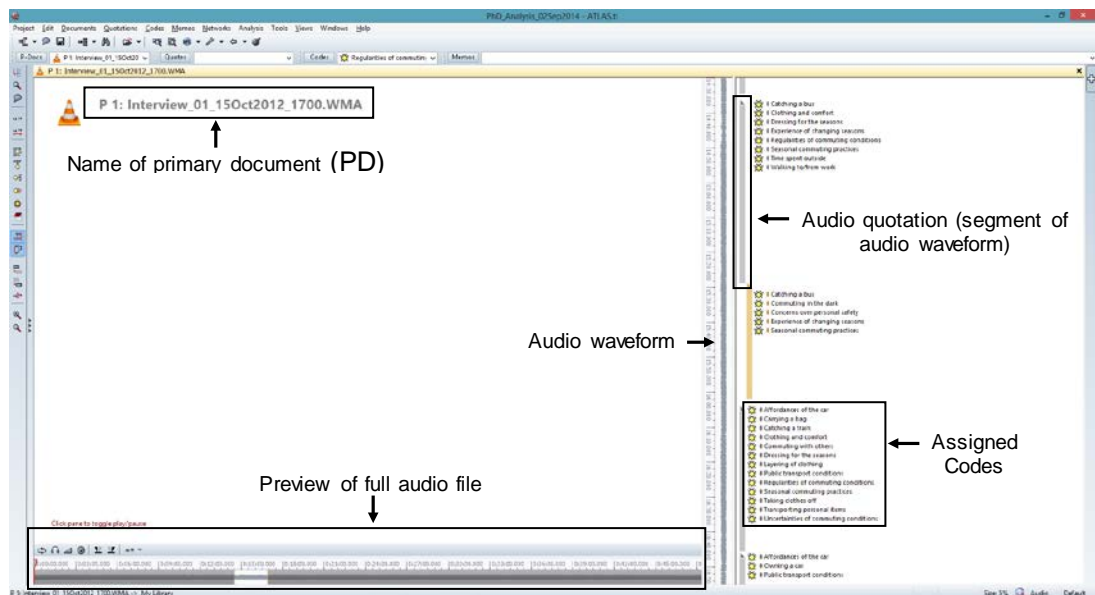 PhD_Analysis_02Sep2014 - ATLAS.ti
Project Edit Documents Quotations Codes Memos Networks Analysis Tools Views Windows Help
P-Docs P 1: Interview_01_15Oct20 Quotes Codes Regularities of commutin Memos
P 1: Interview_01_15Oct2012_1700.WMA
P 1: Interview_01_15Oct2012_1700.WMA
Name of primary document (PD)
Catching a bus
Clothing and comfort
Dressing for the seasons
Experience of changing seasons
Regularities of commuting conditions
Seasonal commuting practices
Time spent outside
Walking to/from work
Audio quotation (segment of
audio waveform)
Catching a bus
Commuting in the dark
Concerns over personal safety
Experience of changing seasons
Seasonal commuting practices
Audio waveform
Affordances of the car
Carrying a bag
Catching a train
Clothing and comfort
Commuting with others
Dressing for the seasons
Layering of clothing
Public transport conditions
Regularities of commuting conditions
Seasonal commuting practices
Taking clothes off
Transporting personal items
Uncertainties of commuting conditions
Assigned
Codes
Preview of full audio file
Click pane to toggle play/pause
Affordances of the car
Owning a car
Public transport conditions
P 1: Interview_01_15Oct2012_1700.WMA -> My Library
Audio Default